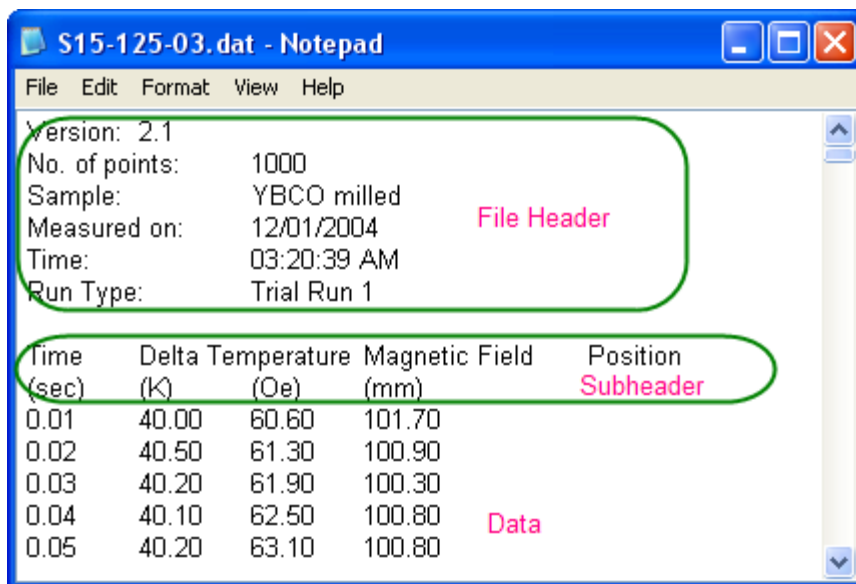 S15-125-03.dat - Notepad
File Edit Format View Help
Version: 2.1
No. of points: 1000
Sample: YBCO milled
Measured on: 12/01/2004
File Header
Time: 03:20:39 AM
Run Type: Trial Run 1
Time Delta Temperature Magnetic Field Position
(sec) (K) (Oe) (mm) Subheader
0.01 40.00 60.60 101.70
0.02 40.50 61.30 100.90
0.03 40.20 61.90 100.30
0.04 40.10 62.50 100.80
Data
0.05 40.20 63.10 100.80